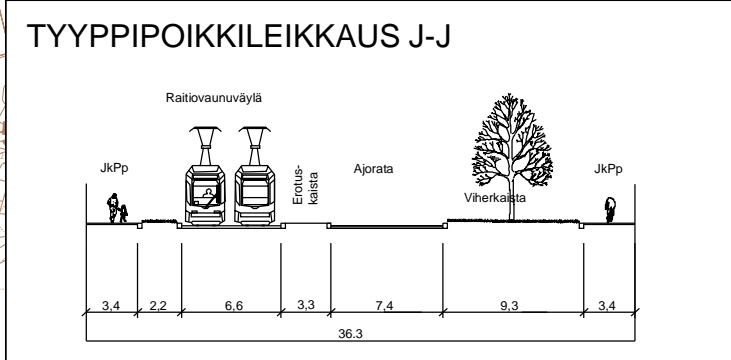 TYYPPIPOIKKILEIKKAUS J-J
Raitiovaunuväylä
JkPp
Erotus-
kaista
Ajorata
Viherkaista
JkPp
3,4 2,2 6,6 3,3 7,4 9,3 3,4
36.3